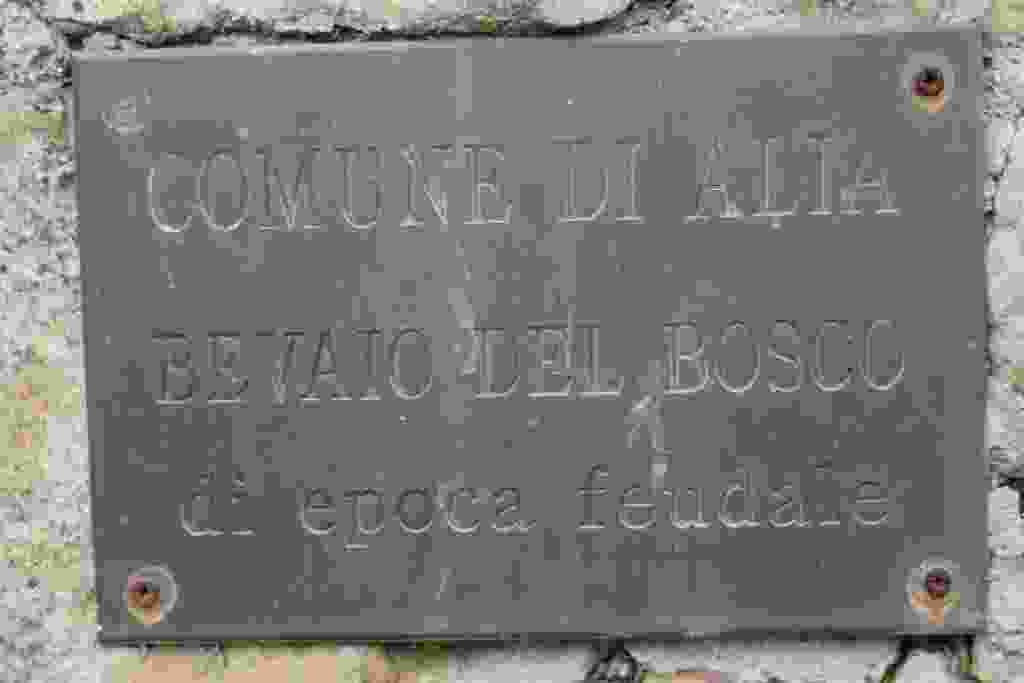 COMUNE DI ALIA
BEVAIO DEL BOSCO
di epoca feudale